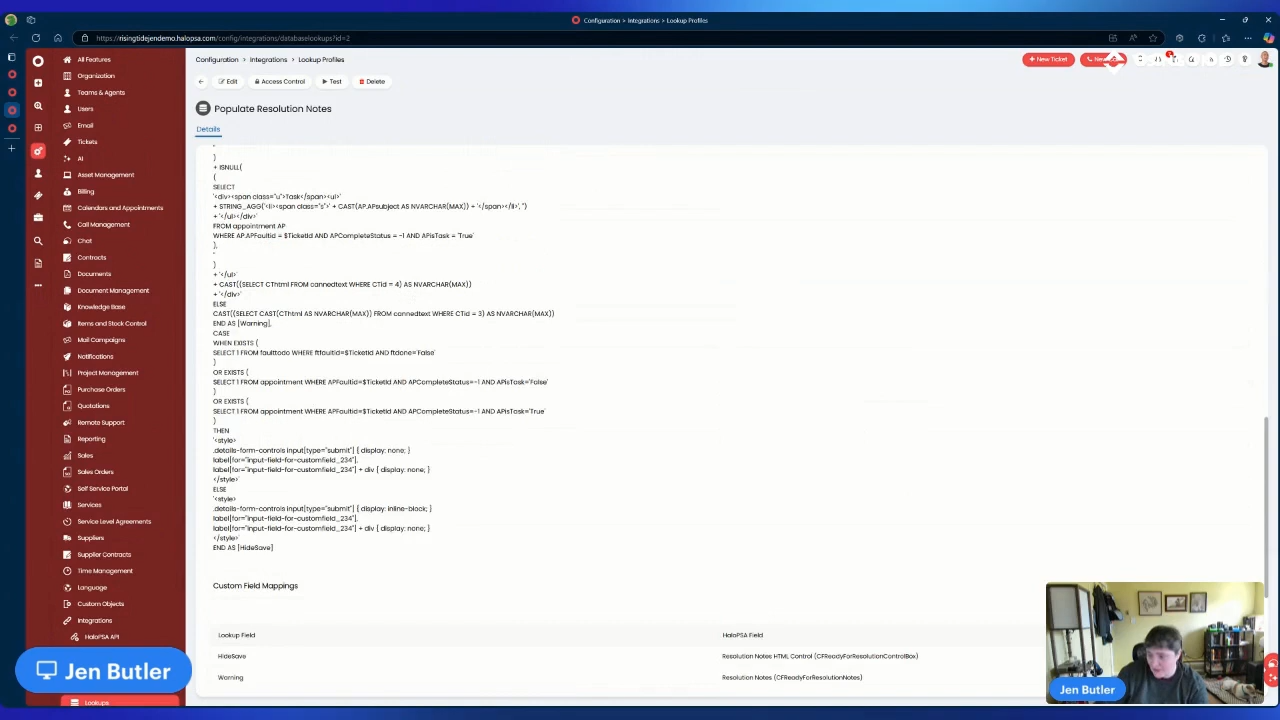 Configuration > Integrations > Lookup Profiles
https://risingtidejendemo.halopsa.com/config/integrations/databaselookups?id=2
All Features
Organization
Teams & Agents
Users
Email
Tickets
AI
Asset Management
Billing
Calendars and Appointments
Call Management
Chat
Contracts
Documents
Document Management
Knowledge Base
Items and Stock Control
Mail Campaigns
Notifications
Project Management
Purchase Orders
Quotations
Remote Support
Reporting
Sales
Sales Orders
Self Service Portal
Services
Service Level Agreements
Suppliers
Supplier Contracts
Time Management
Language
Custom Objects
Integrations
HaloPSA API
Lookups
Jen Butler
Configuration > Integrations > Lookup Profiles
+ New Ticket
Edit
Access Control
Test
Delete
Populate Resolution Notes
Details
)
+ ISNULL(
(
SELECT
'<div><span class="u">Task</span><ul>'
+ STRING_AGG('<li><span class="s">' + CAST(AP.APsubject AS NVARCHAR(MAX)) + '</span></li>', '')
+ '</ul></div>'
FROM appointment AP
WHERE AP.APFaultid = $TicketId AND APCompleteStatus = -1 AND APisTask = 'True'
),
''
)
+ '</ul>'
+ CAST((SELECT CThtml FROM cannedtext WHERE CTid = 4) AS NVARCHAR(MAX))
+ '</div>'
ELSE
CAST((SELECT CAST(CThtml AS NVARCHAR(MAX)) FROM cannedtext WHERE CTid = 3) AS NVARCHAR(MAX))
END AS [Warning],
CASE
WHEN EXISTS (
SELECT 1 FROM faulttodo WHERE ftfaultid=$TicketId AND ftdone='False'
)
OR EXISTS (
SELECT 1 FROM appointment WHERE APFaultid=$TicketId AND APCompleteStatus=-1 AND APisTask='False'
)
OR EXISTS (
SELECT 1 FROM appointment WHERE APFaultid=$TicketId AND APCompleteStatus=-1 AND APisTask='True'
)
THEN
'<style>
.details-form-controls input[type="submit"] { display: none; }
label[for="input-field-for-customfield_234"],
label[for="input-field-for-customfield_234"] + div { display: none; }
</style>'
ELSE
'<style>
.details-form-controls input[type="submit"] { display: inline-block; }
label[for="input-field-for-customfield_234"],
label[for="input-field-for-customfield_234"] + div { display: none; }
</style>'
END AS [HideSave]
Custom Field Mappings
Lookup Field
HaloPSA Field
HideSave
Resolution Notes HTML Control (CFReadyForResolutionControlBox)
Warning
Resolution Notes (CFReadyForResolutionNotes)
Jen Butler